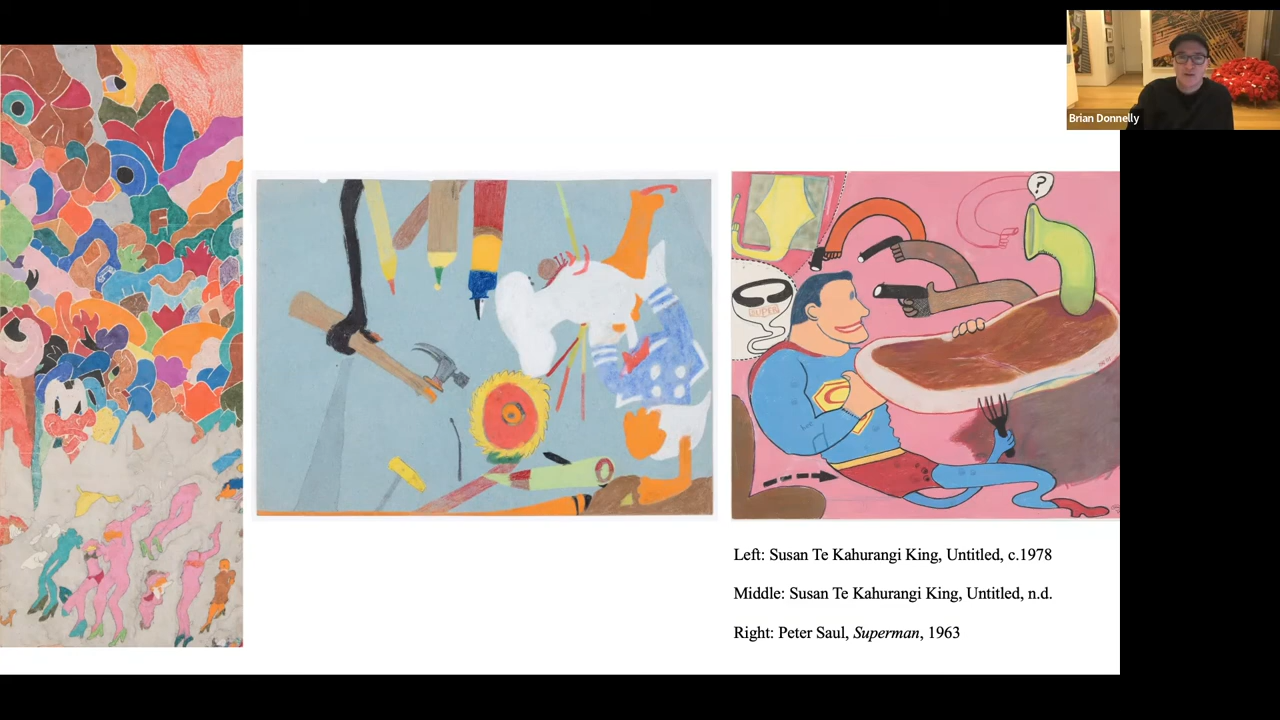 Brian Donnelly
?
Left: Susan Te Kahurangi King, Untitled, c.1978
Middle: Susan Te Kahurangi King, Untitled, n.d.
Right: Peter Saul, Superman, 1963